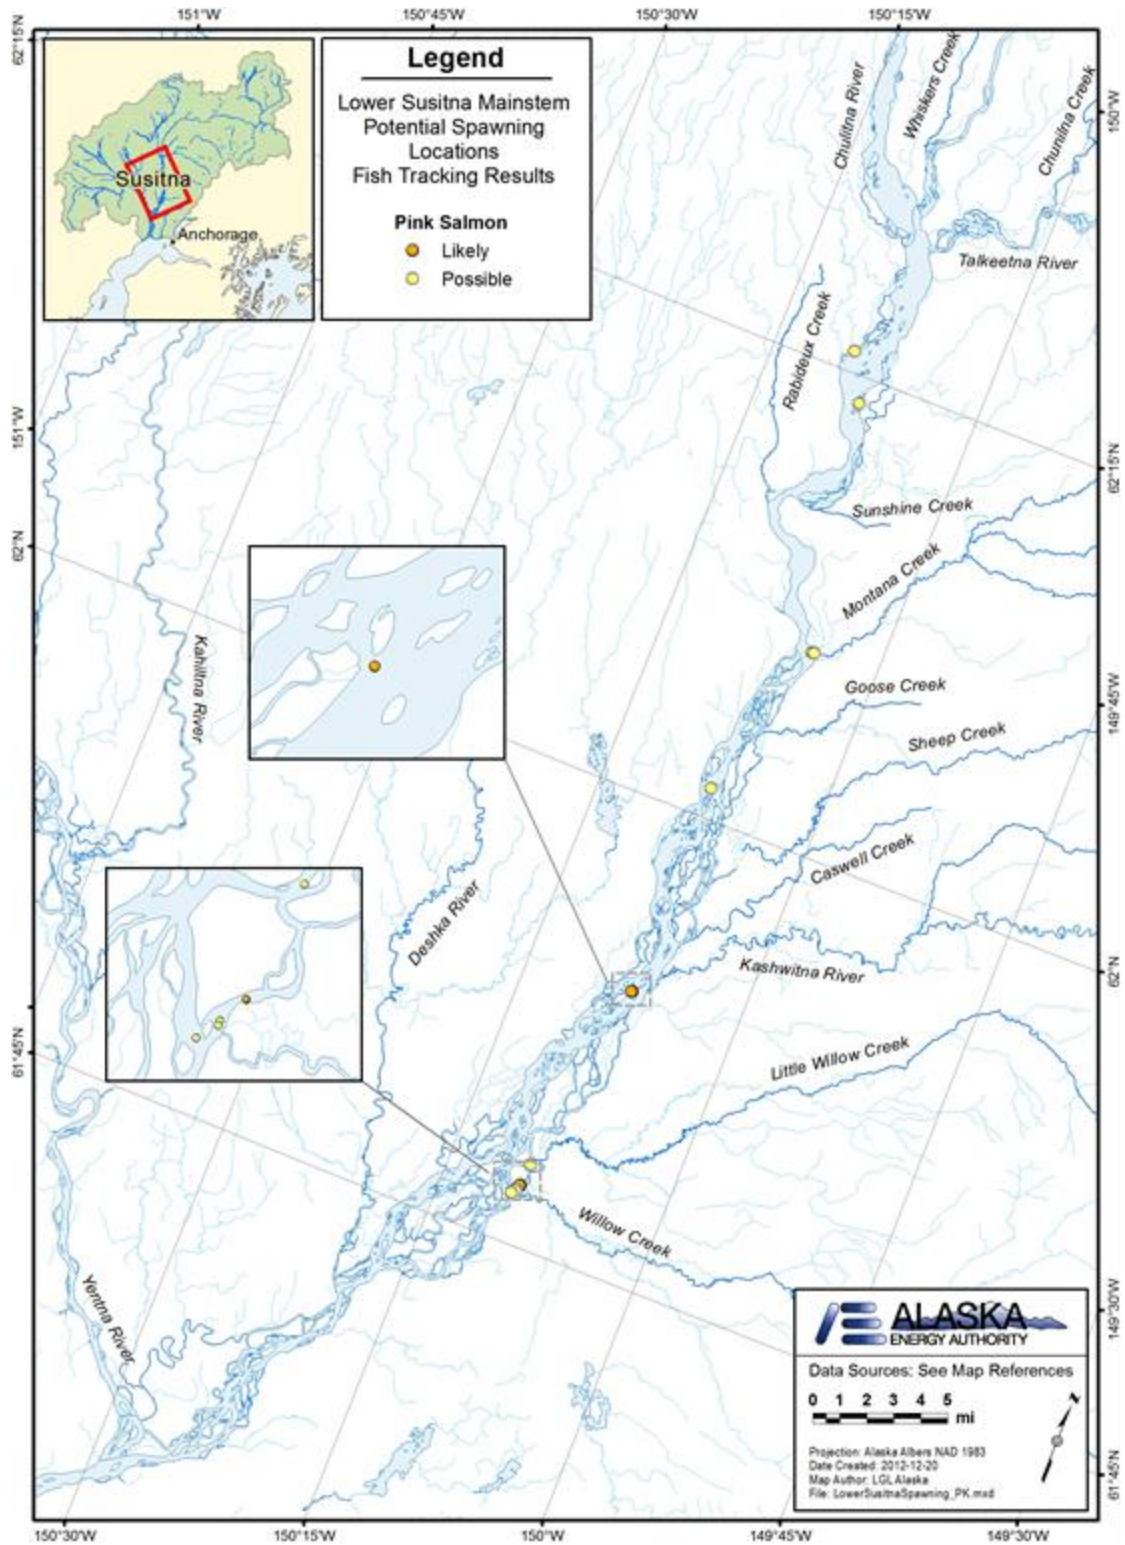 151°W
150°45'W
150°30'W
150°15'W
62°15'N
Legend
Lower Susitna Mainstem
Potential Spawning
Locations
Fish Tracking Results
Pink Salmon
Likely
Possible
Susitna
Anchorage
Chulitna River
Whiskers Creek
Chunilna Creek
150°W
Talkeetna River
Rabideux Creek
151°W
62°15'N
Sunshine Creek
62°N
Montana Creek
Kahiltna River
Goose Creek
149°45'W
Sheep Creek
Caswell Creek
Deshka River
Kashwitna River
62°N
61°45'N
Little Willow Creek
Willow Creek
Yentna River
149°30'W
ALASKA
ENERGY AUTHORITY
Data Sources: See Map References
0 1 2 3 4 5
mi
N
Projection: Alaska Albers NAD 1983
Date Created: 2012-12-20
Map Author: LGL Alaska
File: LowerSusitnaSpawning_PK.mxd
61°45'N
150°30'W
150°15'W
150°W
149°45'W
149°30'W